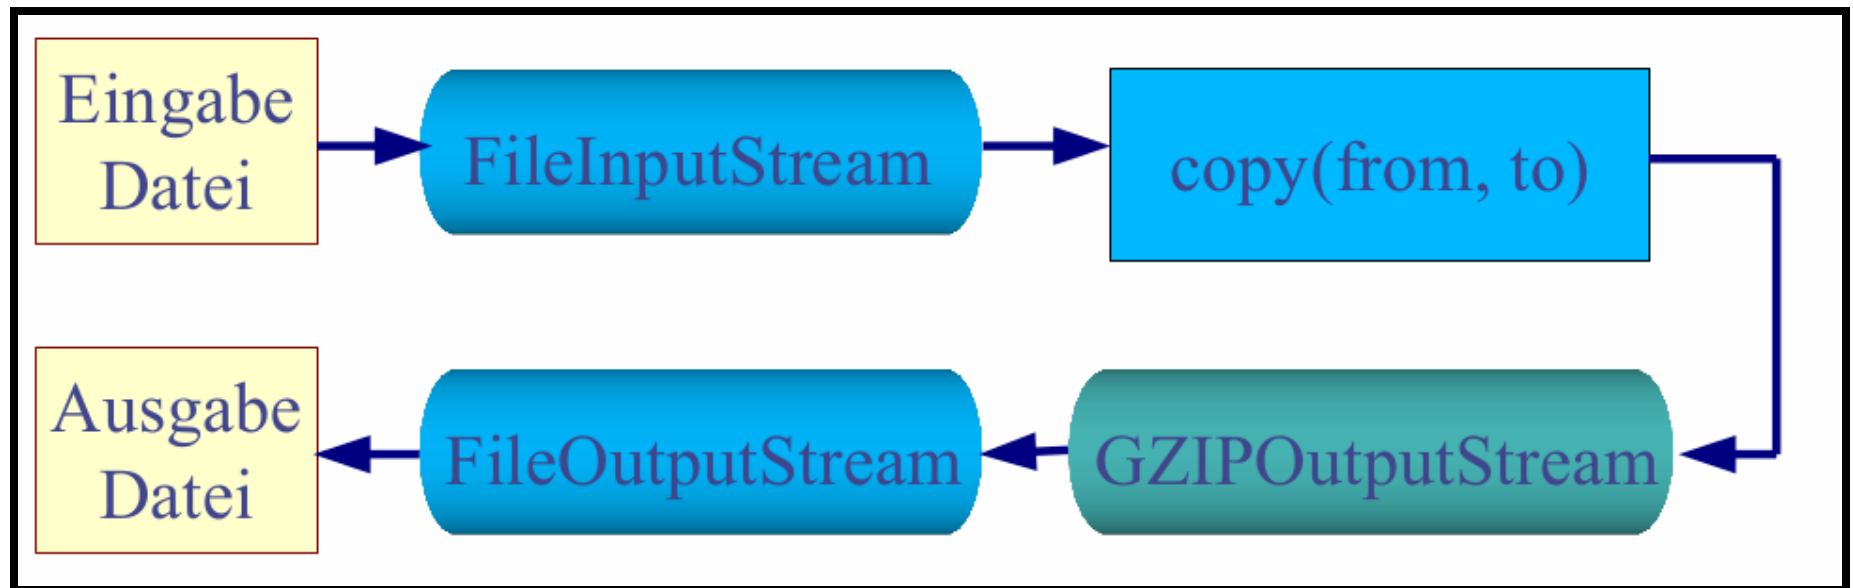 Eingabe
Datei
FileInputStream
copy(from, to)
Ausgabe
Datei
FileOutputStream
GZIPOutputStream